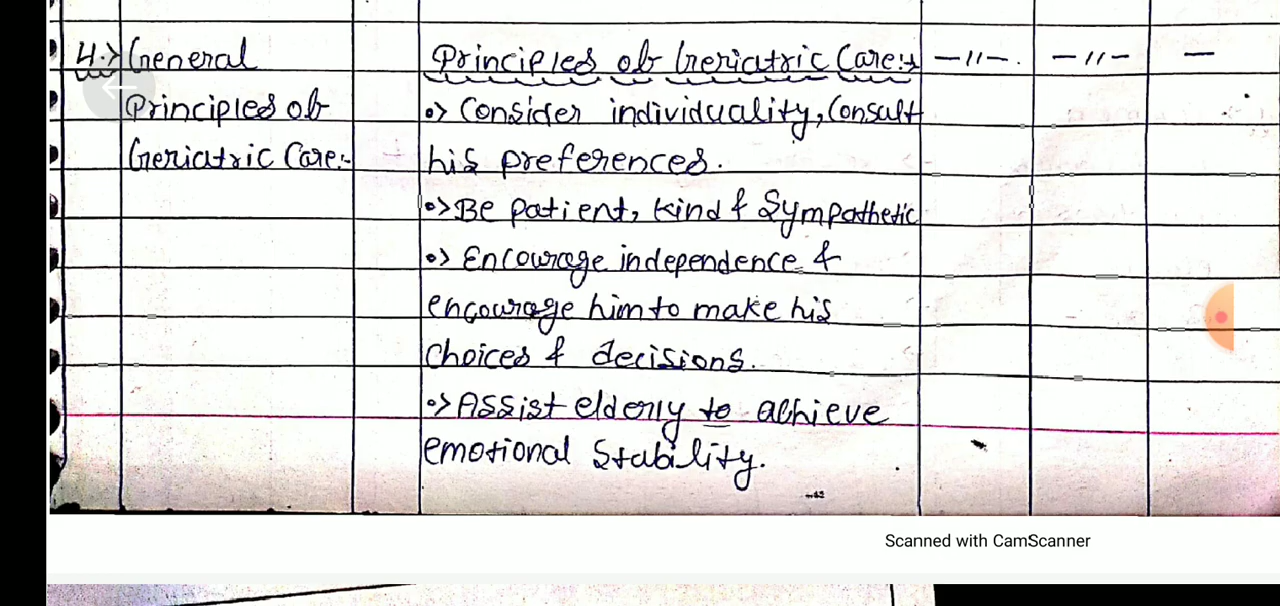 4.> General
Principles of
Geriatric Care:-
Principles of Geriatric Care:→
•> Consider individuality, Consult
his preferences.
•> Be patient, kind & Sympathetic
•> Encourage independence &
encourage him to make his
Choices & decisions.
•> Assist elderly to achieve
emotional Stability.
—〃—. —〃— —
Scanned with CamScanner